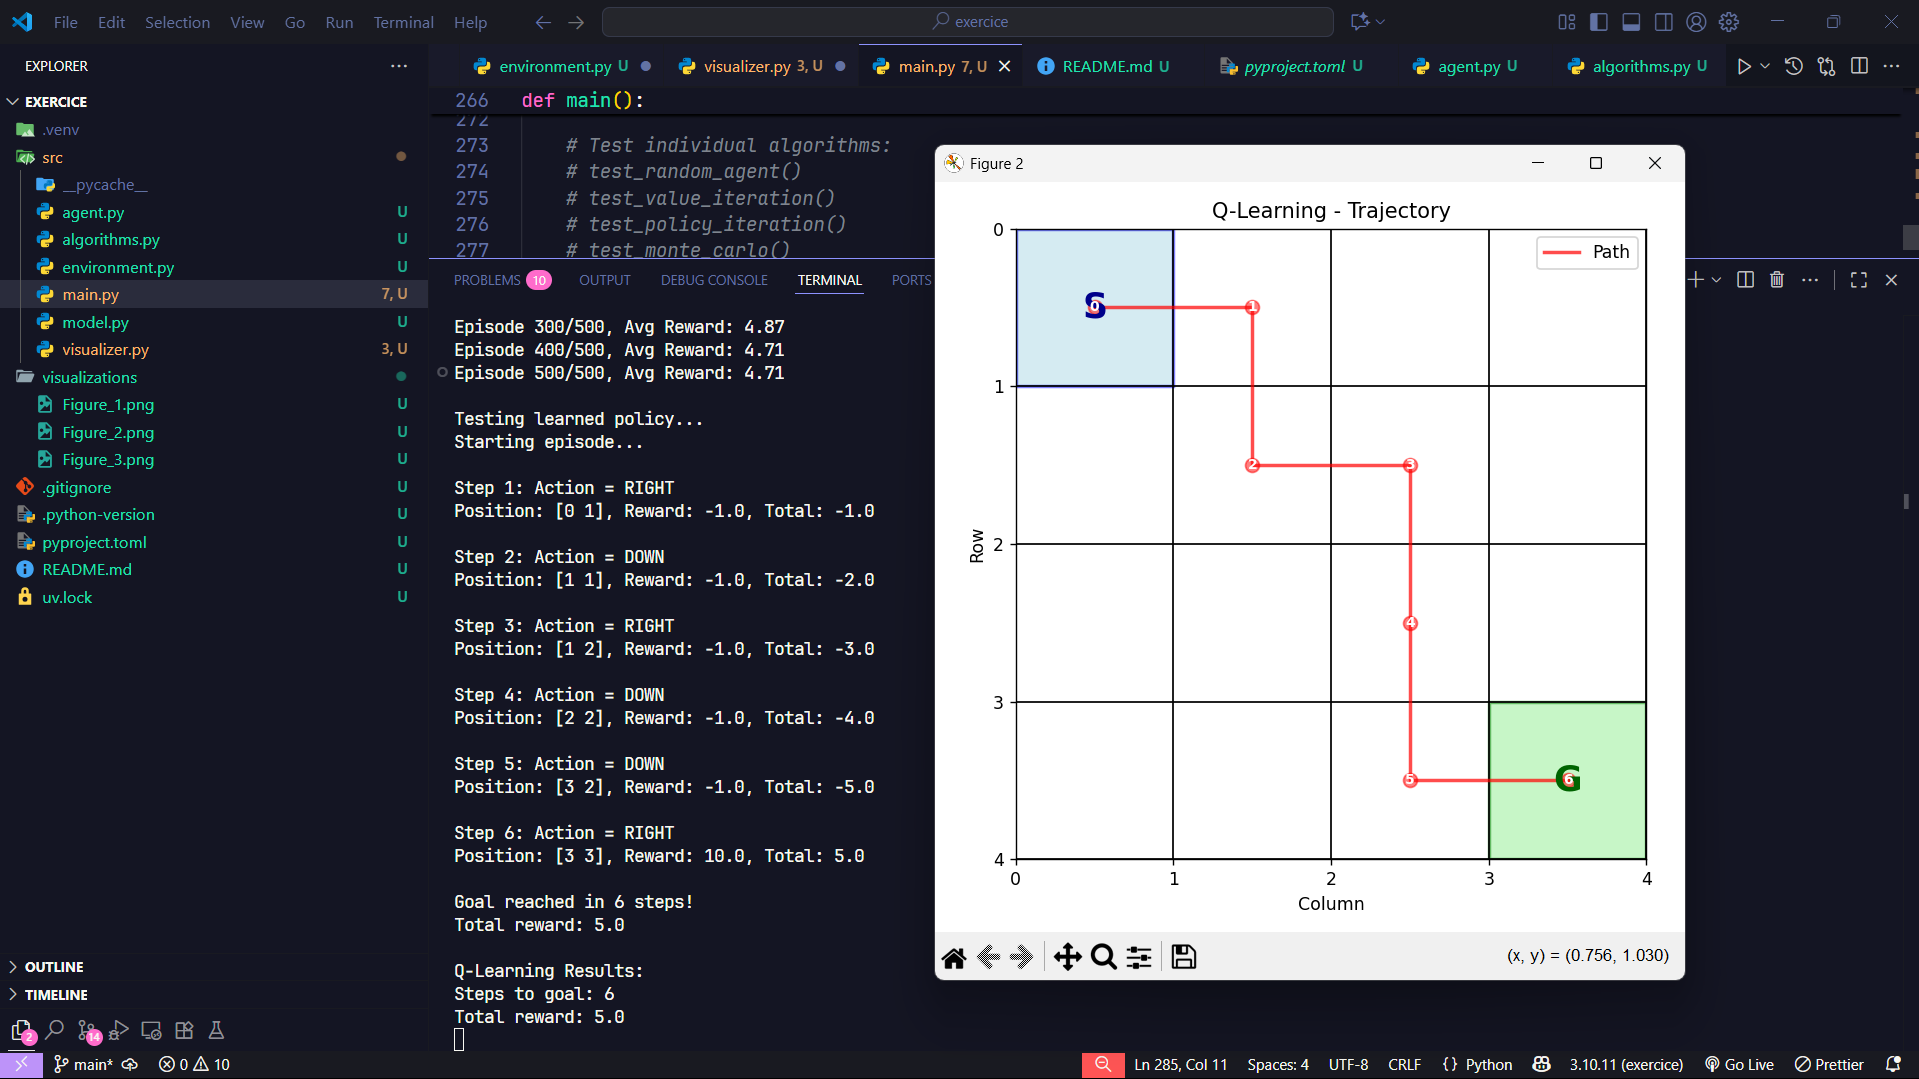 File Edit Selection View Go Run Terminal Help
exercice
EXPLORER
EXERCICE
.venv
src
__pycache__
agent.py U
algorithms.py U
environment.py U
main.py 7, U
model.py U
visualizer.py 3, U
visualizations
Figure_1.png U
Figure_2.png U
Figure_3.png U
.gitignore U
.python-version U
pyproject.toml U
README.md U
uv.lock U
OUTLINE
TIMELINE
2
14
environment.py U
visualizer.py 3, U
main.py 7, U
README.md U
pyproject.toml U
agent.py U
algorithms.py U
266 def main():
272
273 # Test individual algorithms:
274 # test_random_agent()
275 # test_value_iteration()
276 # test_policy_iteration()
277 # test_monte_carlo()
PROBLEMS 10 OUTPUT DEBUG CONSOLE TERMINAL PORTS
Episode 300/500, Avg Reward: 4.87
Episode 400/500, Avg Reward: 4.71
Episode 500/500, Avg Reward: 4.71
Testing learned policy...
Starting episode...
Step 1: Action = RIGHT
Position: [0 1], Reward: -1.0, Total: -1.0
Step 2: Action = DOWN
Position: [1 1], Reward: -1.0, Total: -2.0
Step 3: Action = RIGHT
Position: [1 2], Reward: -1.0, Total: -3.0
Step 4: Action = DOWN
Position: [2 2], Reward: -1.0, Total: -4.0
Step 5: Action = DOWN
Position: [3 2], Reward: -1.0, Total: -5.0
Step 6: Action = RIGHT
Position: [3 3], Reward: 10.0, Total: 5.0
Goal reached in 6 steps!
Total reward: 5.0
Q-Learning Results:
Steps to goal: 6
Total reward: 5.0
Figure 2
Q-Learning - Trajectory
Path
0
S
0
1
1
2
3
Row
2
4
3
5
G
6
4
0 1 2 3 4
Column
(x, y) = (0.756, 1.030)
main* 0 10
Ln 285, Col 11 Spaces: 4 UTF-8 CRLF {} Python 3.10.11 (exercice) Go Live Prettier